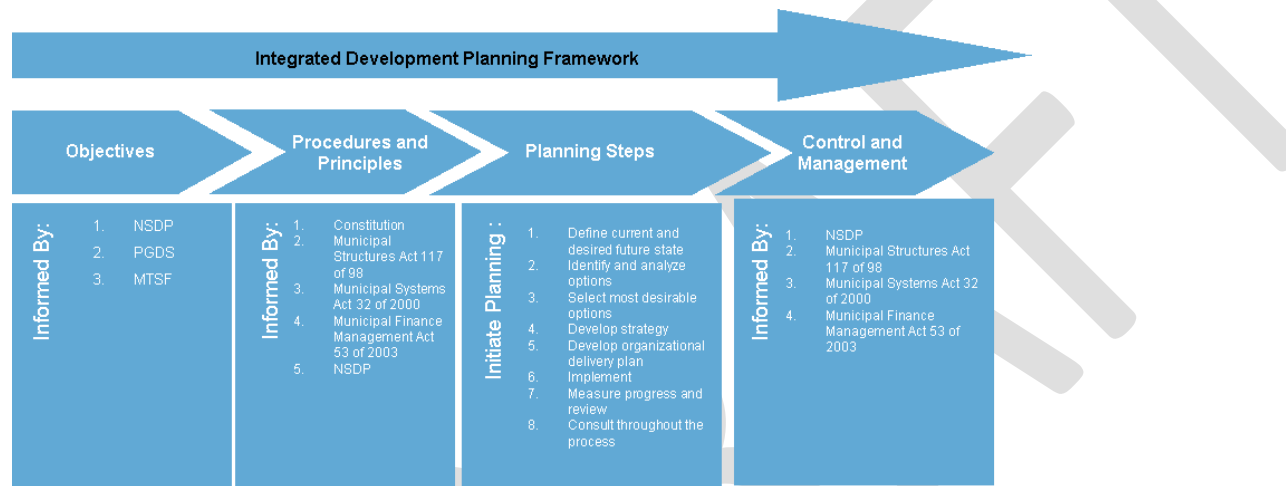 Integrated Development Planning Framework
Objectives
Procedures and
Principles
Planning Steps
Control and
Management
Informed By:
1. NSDP
2. PGDS
3. MTSF
Informed By:
1. Constitution
2. Municipal
Structures Act 117
of 98
3. Municipal Systems
Act 32 of 2000
4. Municipal Finance
Management Act
53 of 2003
5. NSDP
Initiate Planning :
1. Define current and
desired future state
2. Identify and analyze
options
3. Select most desirable
options
4. Develop strategy
5. Develop organizational
delivery plan
6. Implement
7. Measure progress and
review
8. Consult throughout the
process
Informed By:
1. NSDP
2. Municipal Structures Act
117 of 98
3. Municipal Systems Act 32
of 2000
4. Municipal Finance
Management Act 53 of
2003